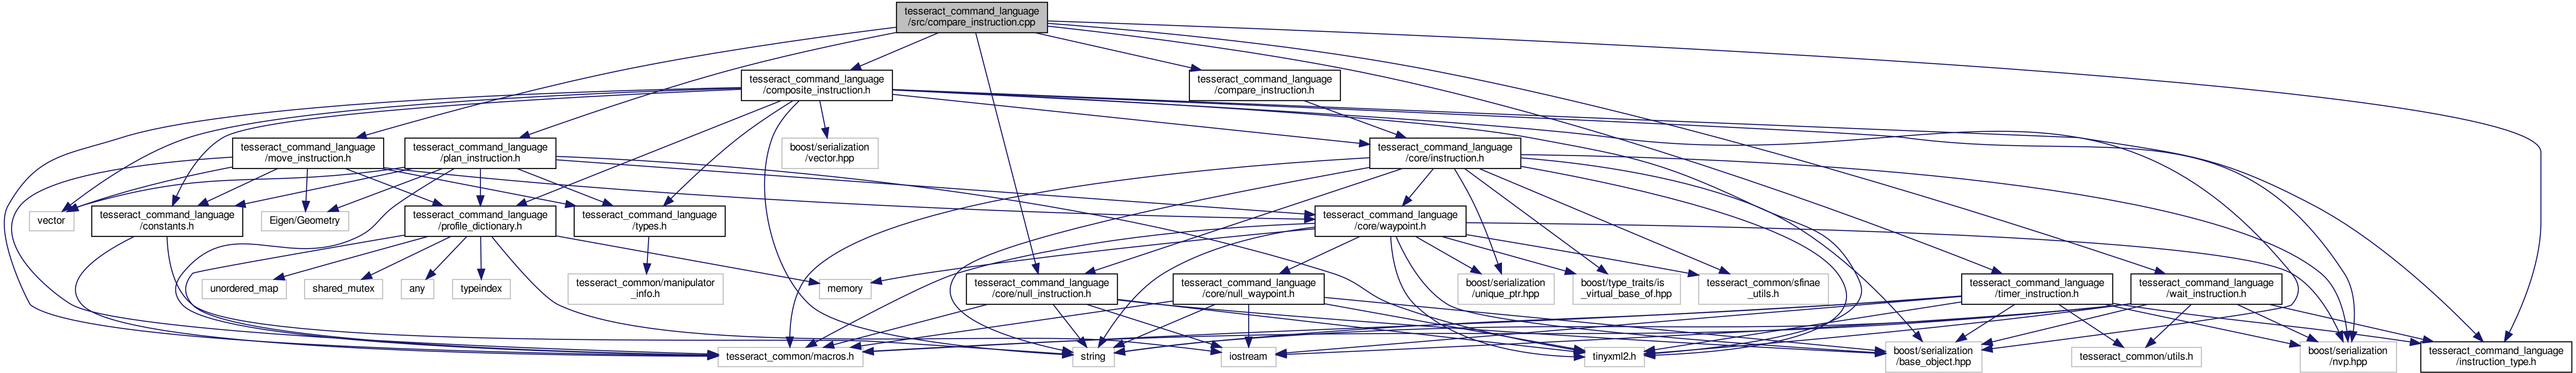 tesseract_command_language
/src/compare_instruction.cpp
tesseract_command_language
/composite_instruction.h
tesseract_command_language
/compare_instruction.h
tesseract_command_language
/move_instruction.h
tesseract_command_language
/plan_instruction.h
boost/serialization
/vector.hpp
tesseract_command_language
/core/instruction.h
vector
tesseract_command_language
/constants.h
Eigen/Geometry
tesseract_command_language
/profile_dictionary.h
tesseract_command_language
/types.h
tesseract_command_language
/core/waypoint.h
unordered_map
shared_mutex
any
typeindex
tesseract_common/manipulator
_info.h
memory
tesseract_command_language
/core/null_instruction.h
tesseract_command_language
/core/null_waypoint.h
boost/serialization
/unique_ptr.hpp
boost/type_traits/is
_virtual_base_of.hpp
tesseract_common/sfinae
_utils.h
tesseract_command_language
/timer_instruction.h
tesseract_command_language
/wait_instruction.h
tesseract_common/macros.h
string
iostream
tinyxml2.h
boost/serialization
/base_object.hpp
tesseract_common/utils.h
boost/serialization
/nvp.hpp
tesseract_command_language
/instruction_type.h